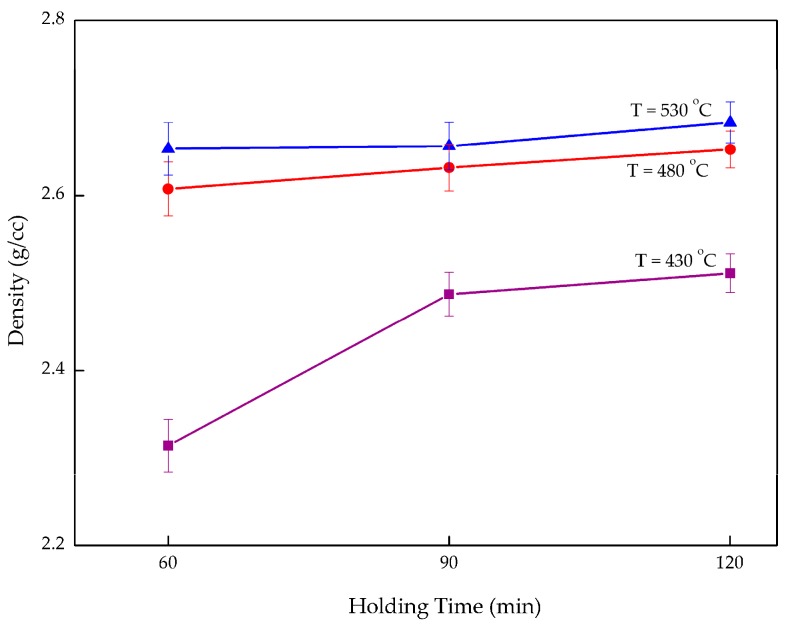 2.8
T = 530 °C
T = 480 °C
2.6
T = 430 °C
2.4
2.2
60 90 120
Density (g/cc)
Holding Time (min)